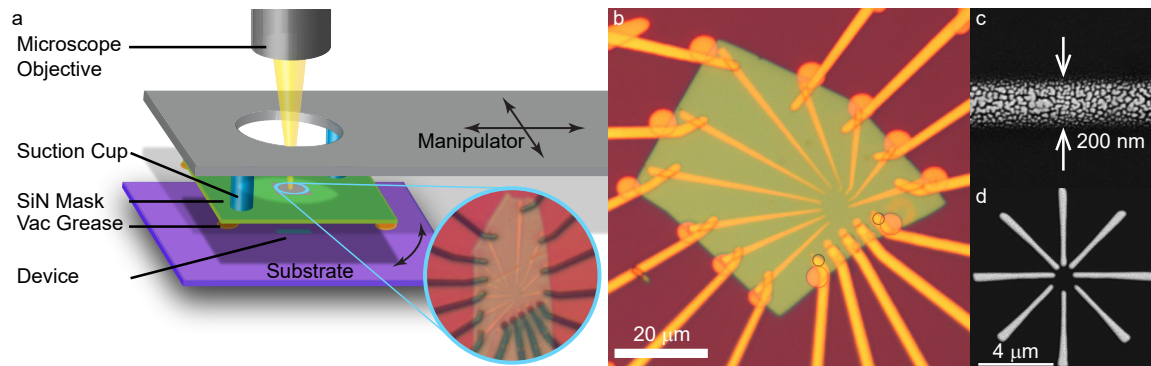 a
Microscope
Objective
Manipulator
Suction Cup
SiN Mask
Vac Grease
Device
Substrate
b
20 μm
c
200 nm
d
4 μm